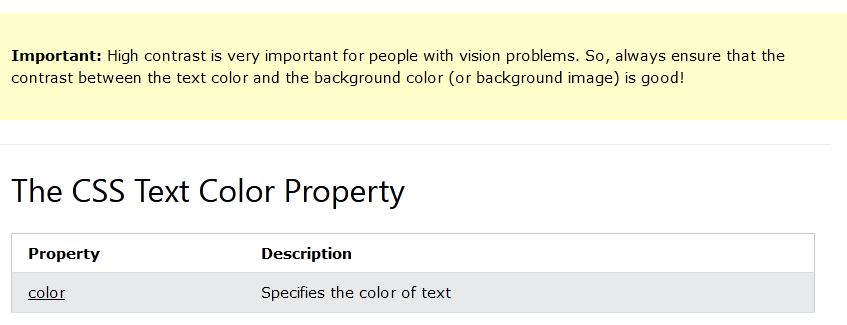 Important: High contrast is very important for people with vision problems. So, always ensure that the
contrast between the text color and the background color (or background image) is good!
The CSS Text Color Property
Property Description
color Specifies the color of text